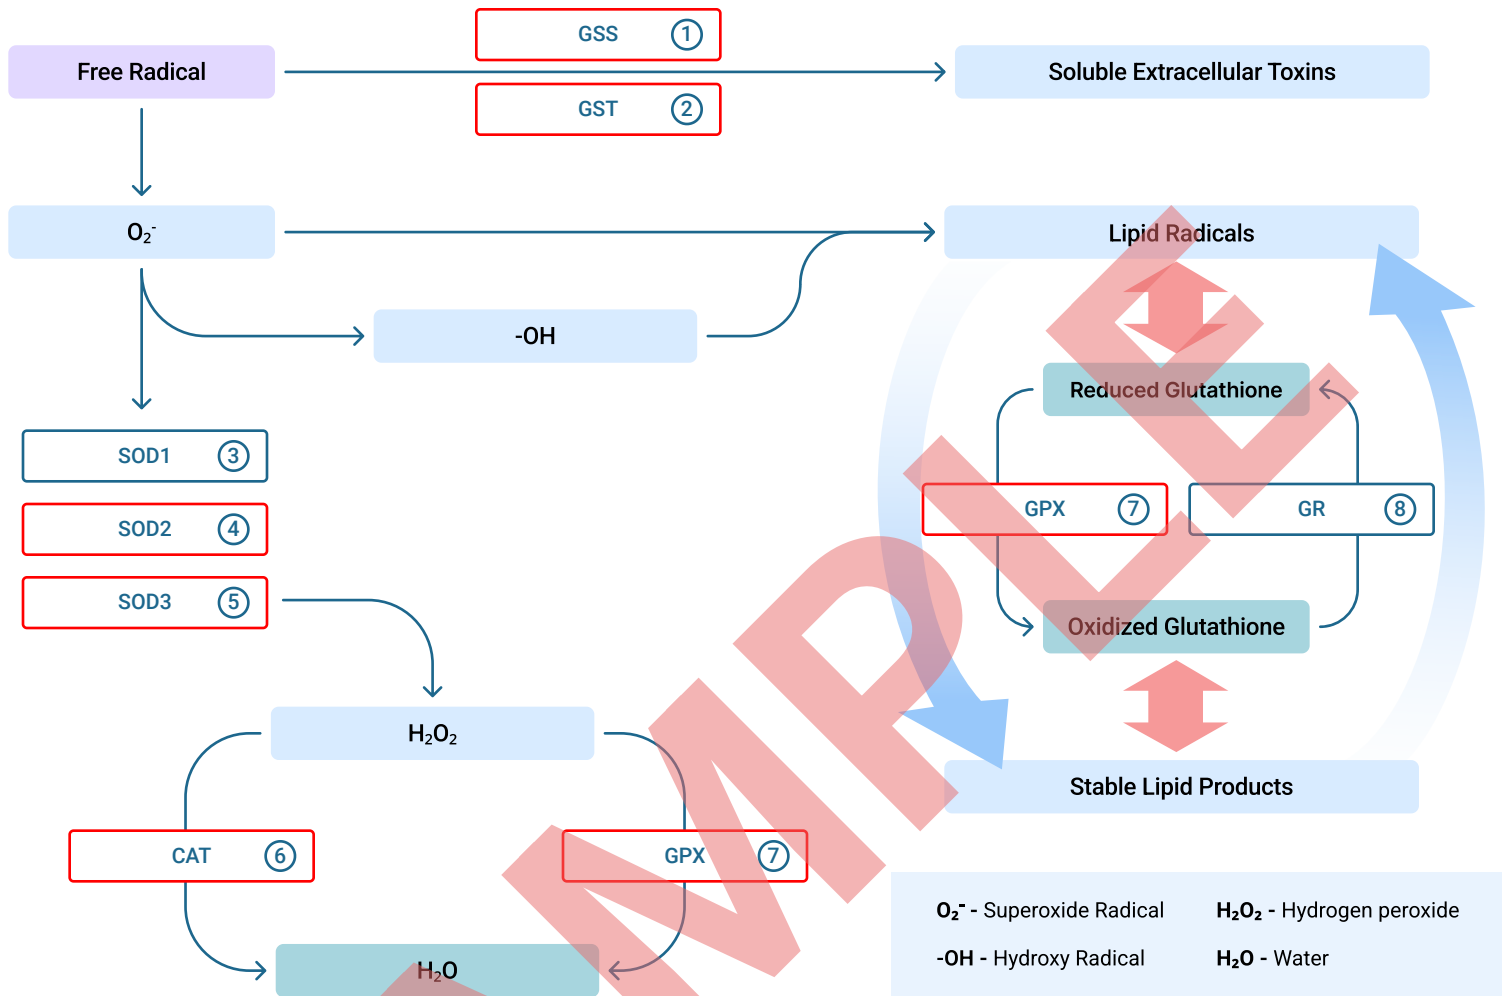 GSS 1
Free Radical
Soluble Extracellular Toxins
GST 2
O₂⁻
Lipid Radicals
-OH
Reduced Glutathione
SOD1 3
GPX 7
GR 8
SOD2 4
SOD3 5
Oxidized Glutathione
H₂O₂
Stable Lipid Products
CAT 6
GPX 7
H₂O
O₂⁻ - Superoxide Radical
H₂O₂ - Hydrogen peroxide
-OH - Hydroxy Radical
H₂O - Water
MPLE